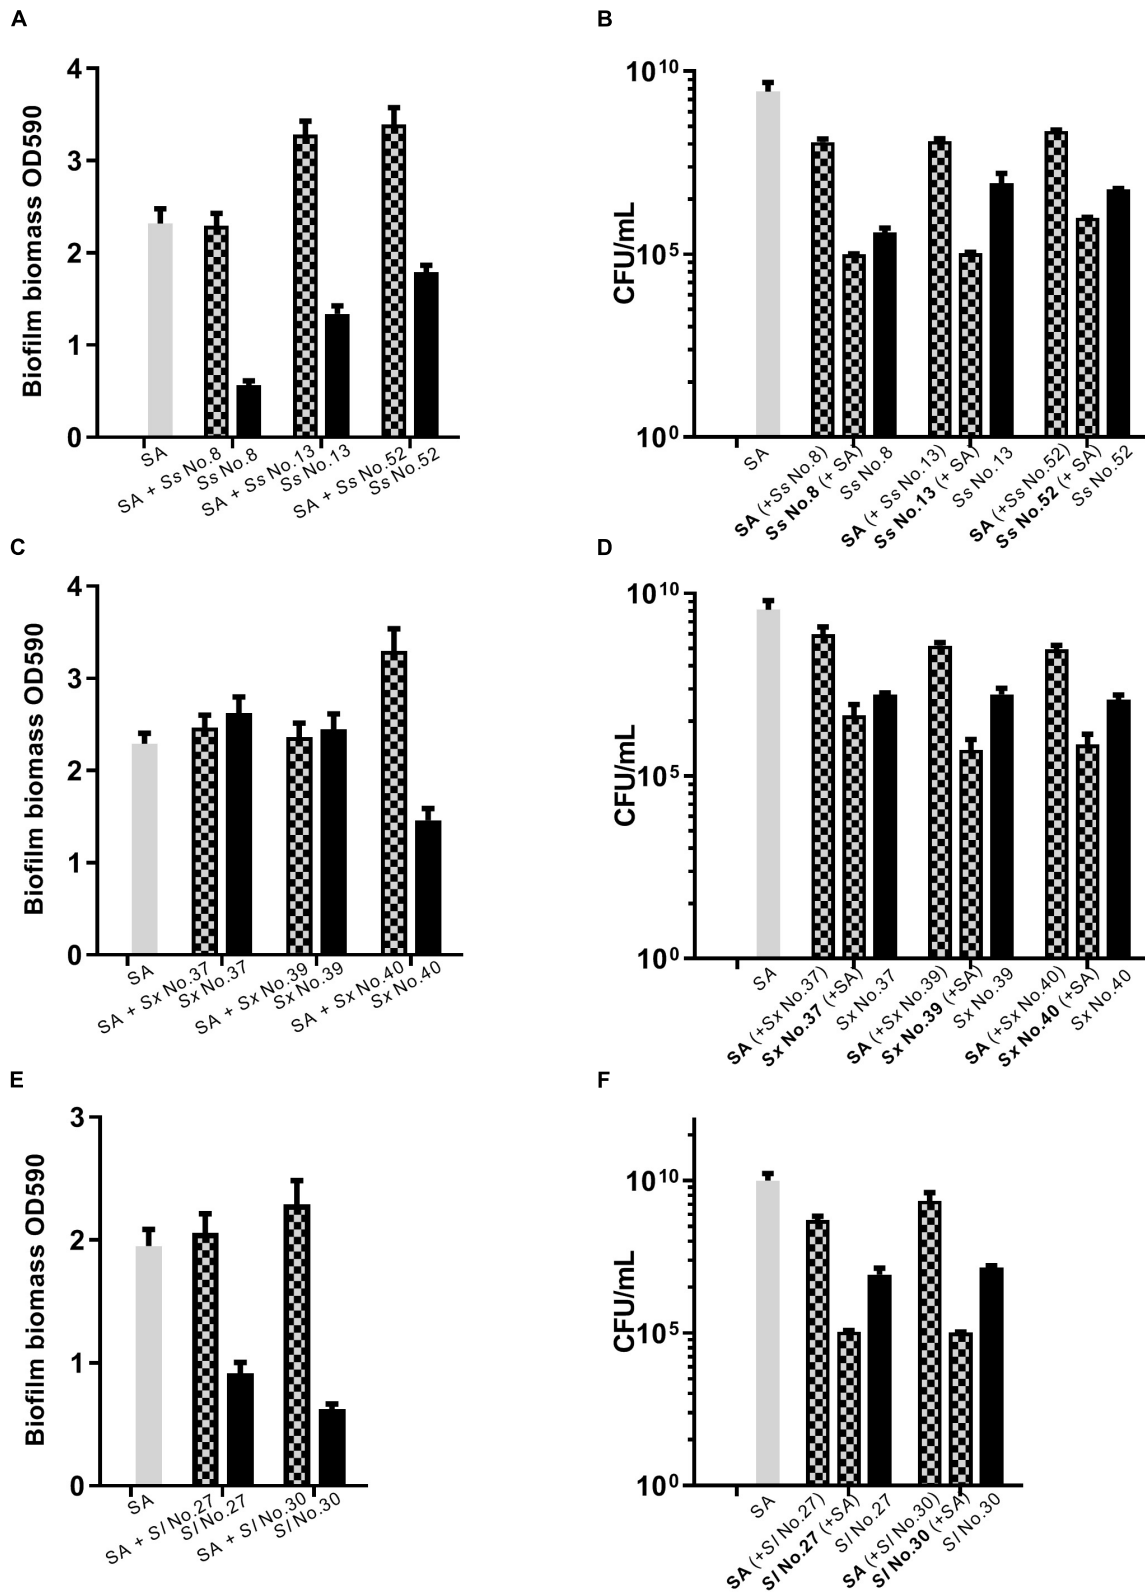 A
Biofilm biomass OD590
4
3
2
1
0
SA
SA + Ss No.8
Ss No.8
SA + Ss No.13
Ss No.13
SA + Ss No.52
Ss No.52
B
CFU/mL
10¹⁰
10⁵
10⁰
SA
SA (+Ss No.8)
Ss No.8 (+ SA)
Ss No.8
SA (+ Ss No.13)
Ss No.13 (+ SA)
Ss No.13
SA (+Ss No.52)
Ss No.52 (+ SA)
Ss No.52
C
Biofilm biomass OD590
4
3
2
1
0
SA
SA + Sx No.37
Sx No.37
SA + Sx No.39
Sx No.39
SA + Sx No.40
Sx No.40
D
CFU/mL
10¹⁰
10⁵
10⁰
SA
SA (+Sx No.37)
Sx No.37 (+SA)
Sx No.37
SA (+Sx No.39)
Sx No.39 (+SA)
Sx No.39
SA (+Sx No.40)
Sx No.40 (+SA)
Sx No.40
E
Biofilm biomass OD590
3
2
1
0
SA
SA + Sl No.27
Sl No.27
SA + Sl No.30
Sl No.30
F
CFU/mL
10¹⁰
10⁵
10⁰
SA
SA (+Sl No.27)
Sl No.27 (+SA)
Sl No.27
SA (+Sl No.30)
Sl No.30 (+SA)
Sl No.30